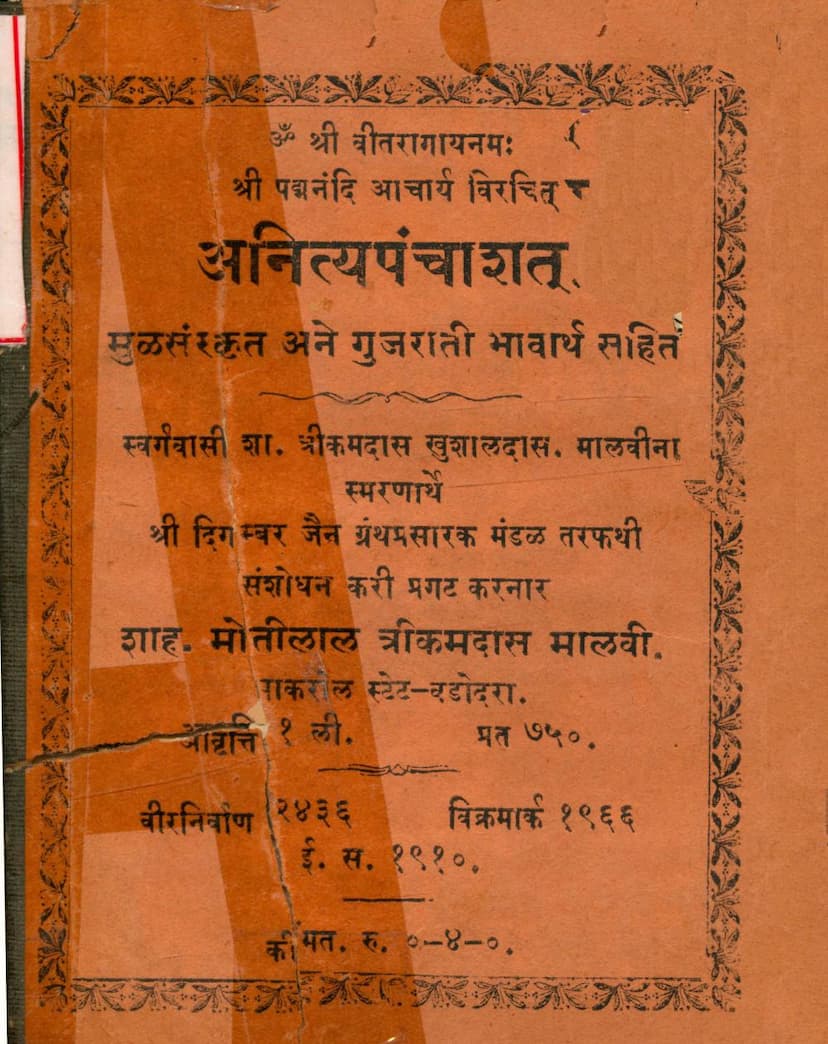 ॐ श्री वीतरागायनमः
श्री पद्मनंदि आचार्य विरचित्
अनित्यपंचाशत्.
मुळसंस्कृत अने गुजराती भावार्थ सहित
स्वर्गवासी शा. त्रीकमदास खुशालदास. मालवीना
स्मरणार्थे
श्री दिगम्बर जैन ग्रंथप्रसारक मंडळ तरफथी
संशोधन करी प्रगट करनार
शाह. मोतीलाल त्रीकमदास मालवी.
स्टेट-वडोदरा.
आवृत्ति १ ली. प्रत ७५०.
वीरनिर्वाण २४३६ विक्रमार्क १९६६
ई. स. १९१०.
कीमत. रु. ०-४-०.